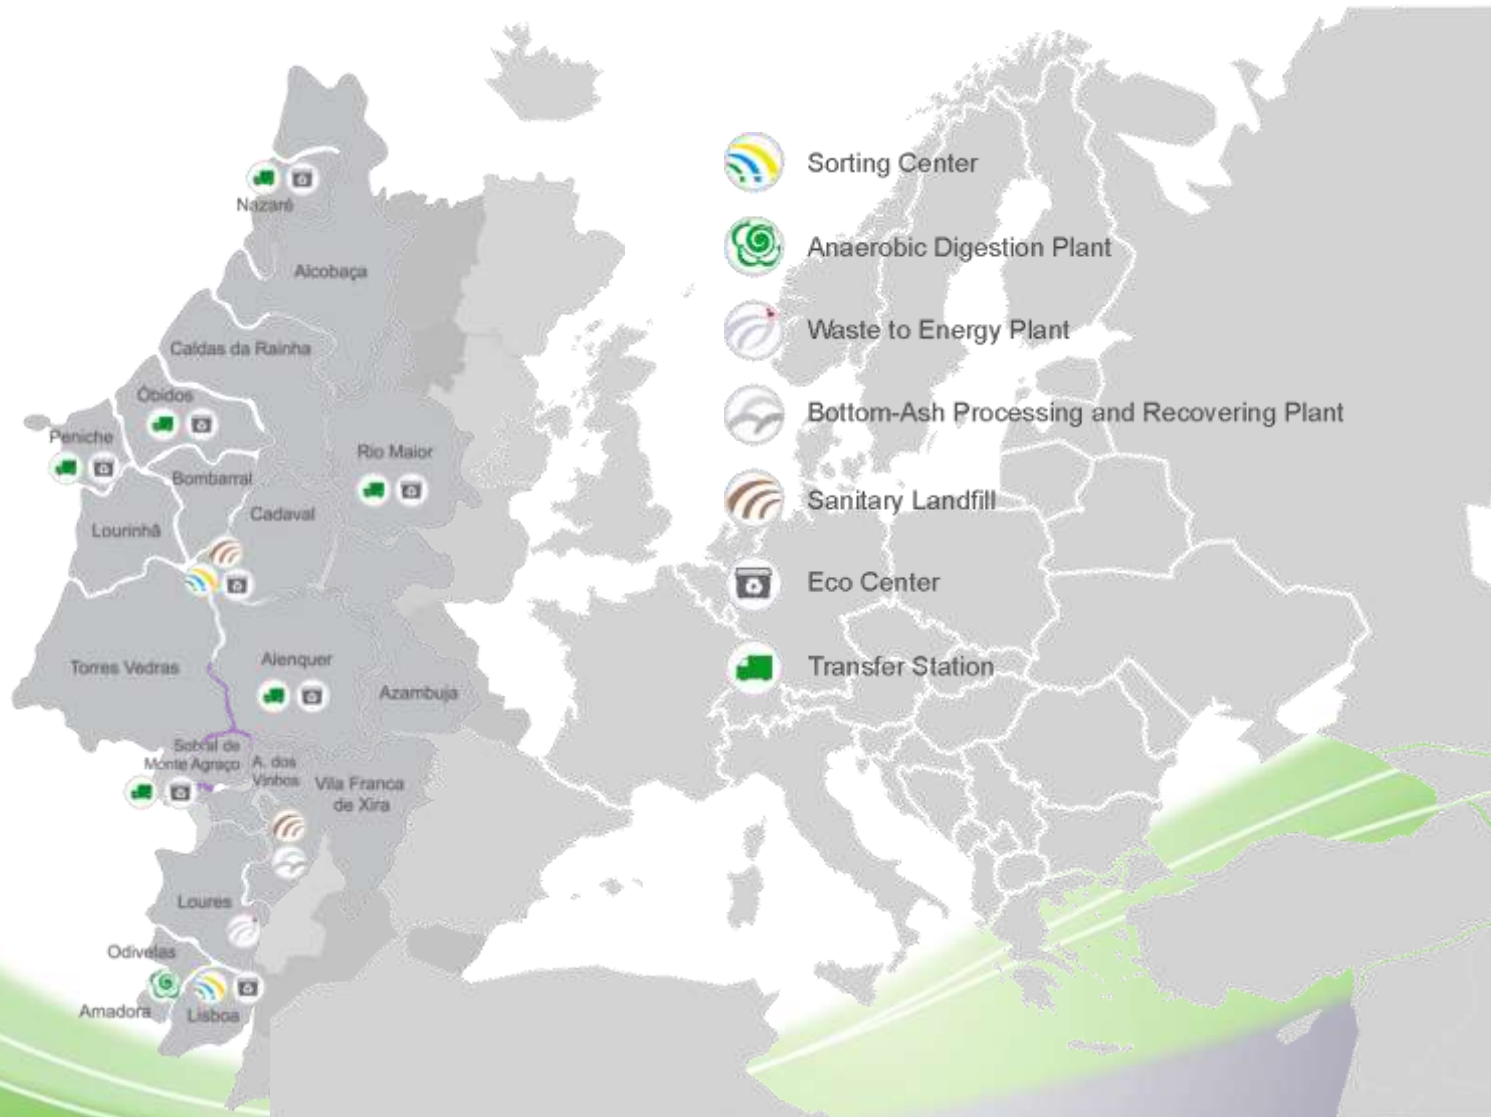 Sorting Center
Anaerobic Digestion Plant
Waste to Energy Plant
Bottom-Ash Processing and Recovering Plant
Sanitary Landfill
Eco Center
Transfer Station
Nazaré
Alcobaça
Caldas da Rainha
Óbidos
Peniche
Rio Maior
Bombarral
Cadaval
Lourinhã
Torres Vedras
Alenquer
Azambuja
Sobral de
Monte Agraço
A. dos
Vinhos
Vila Franca
de Xira
Loures
Odivelas
Amadora
Lisboa